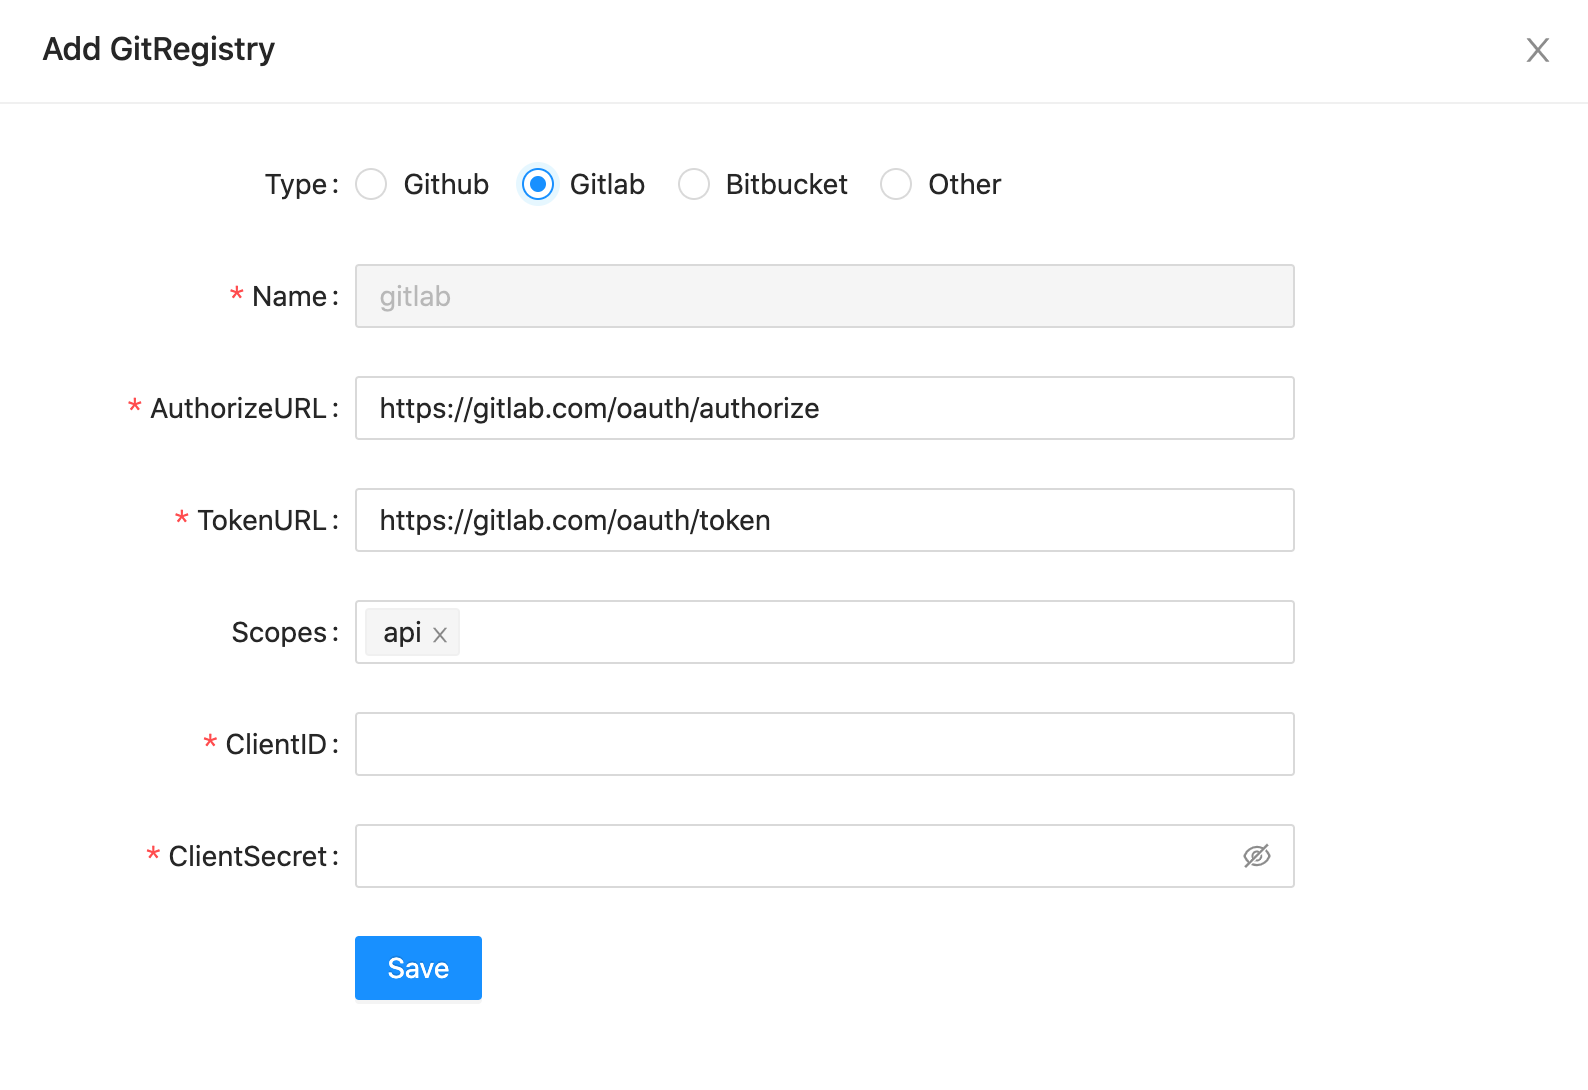 Add GitRegistry
Type: Github Gitlab Bitbucket Other
* Name: gitlab
* AuthorizeURL: https://gitlab.com/oauth/authorize
* TokenURL: https://gitlab.com/oauth/token
Scopes: api
* ClientID:
* ClientSecret:
Save